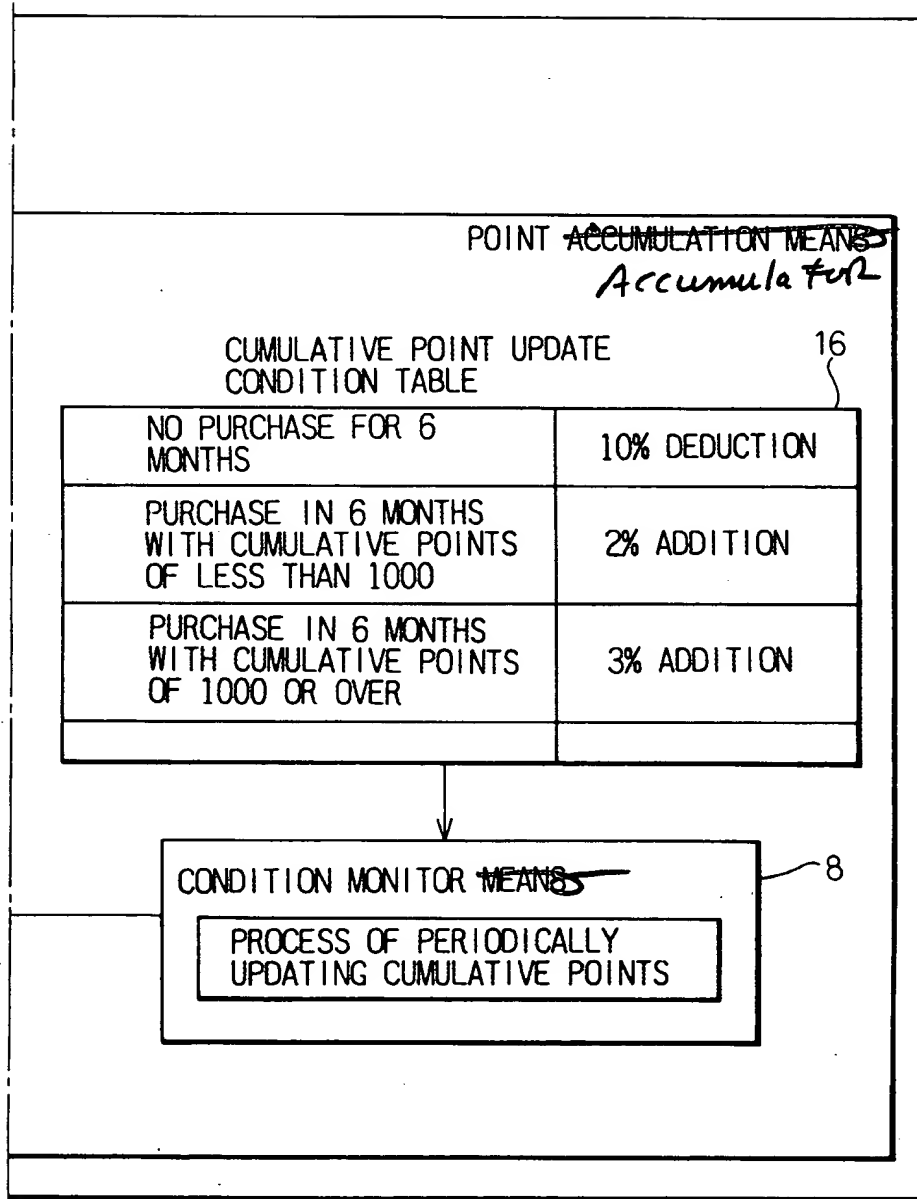 POINT ACCUMULATION MEANS
Accumulator
CUMULATIVE POINT UPDATE
CONDITION TABLE
16
NO PURCHASE FOR 6
MONTHS
10% DEDUCTION
PURCHASE IN 6 MONTHS
WITH CUMULATIVE POINTS
OF LESS THAN 1000
2% ADDITION
PURCHASE IN 6 MONTHS
WITH CUMULATIVE POINTS
OF 1000 OR OVER
3% ADDITION
8
CONDITION MONITOR MEANS
PROCESS OF PERIODICALLY
UPDATING CUMULATIVE POINTS